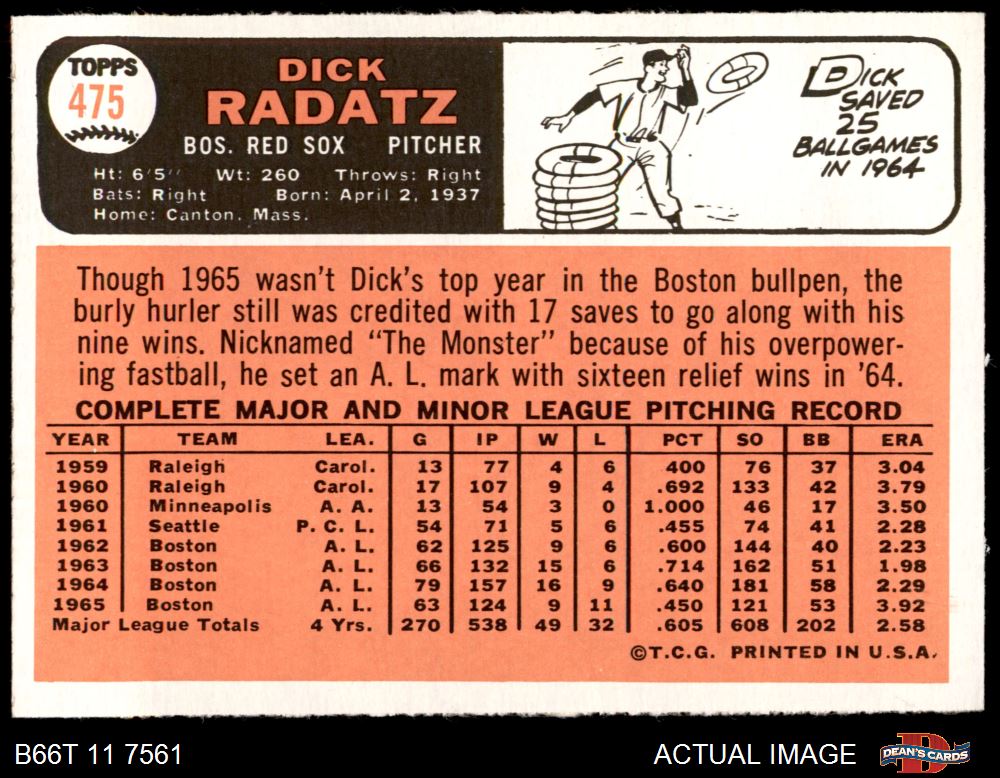 TOPPS
475
DICK
RADATZ
BOS. RED SOX PITCHER
Ht: 6'5" Wt: 260 Throws: Right
Bats: Right Born: April 2, 1937
Home: Canton, Mass.
DICK
SAVED
25
BALLGAMES
IN 1964
Though 1965 wasn't Dick's top year in the Boston bullpen, the
burly hurler still was credited with 17 saves to go along with his
nine wins. Nicknamed "The Monster" because of his overpower-
ing fastball, he set an A. L. mark with sixteen relief wins in '64.
COMPLETE MAJOR AND MINOR LEAGUE PITCHING RECORD
YEAR TEAM LEA. G IP W L PCT SO BB ERA
1959 Raleigh Carol. 13 77 4 6 400 76 37 3.04
1960 Raleigh Carol. 17 107 9 4 .692 133 42 3.79
1960 Minneapolis A. A. 13 54 3 0 1.000 46 17 3.50
1961 Seattle P. C. L. 54 71 5 6 .455 74 41 2.28
1962 Boston A. L. 62 125 9 6 .600 144 40 2.23
1963 Boston A. L. 66 132 15 6 .714 162 51 1.98
1964 Boston A. L. 79 157 16 9 .640 181 58 2.29
1965 Boston A. L. 63 124 9 11 .450 121 53 3.92
Major League Totals 4 Yrs. 270 538 49 32 .605 608 202 2.58
©T.C.G. PRINTED IN U.S.A.
B66T 11 7561 ACTUAL IMAGE
DEAN'S CARDS